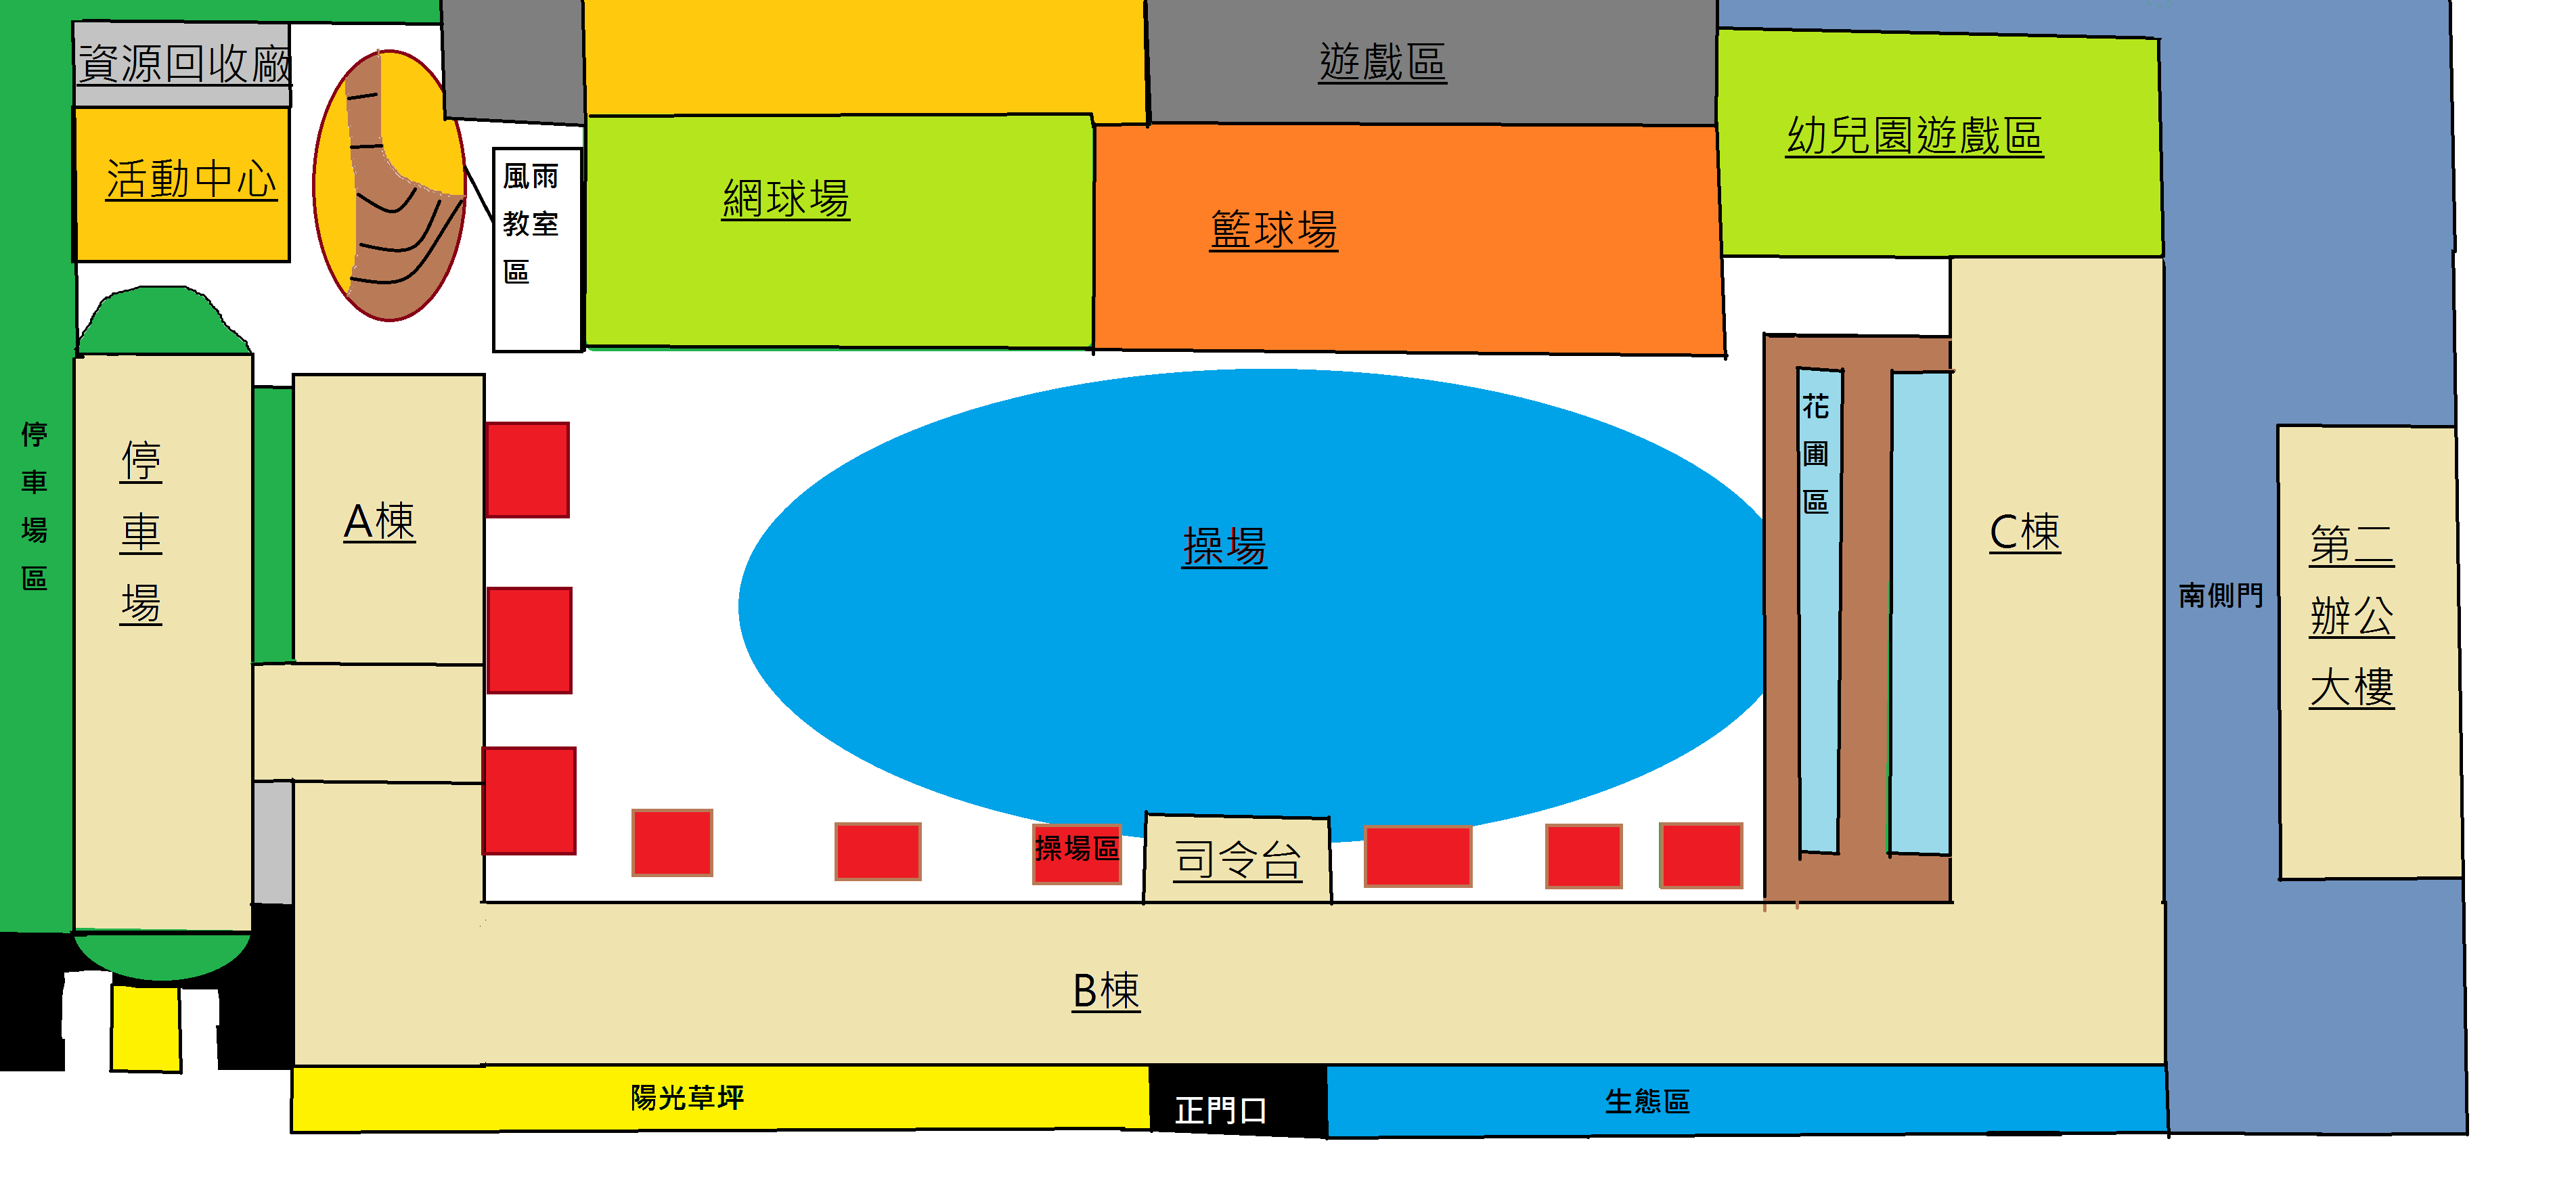 資源回收廠
遊戲區
幼兒園遊戲區
活動中心
風雨
教室
區
網球場
籃球場
停
車
場
區
停
車
場
A棟
操場
花
圃
區
C棟
南側門
第二
辦公
大樓
操場區
司令台
B棟
陽光草坪
正門口
生態區